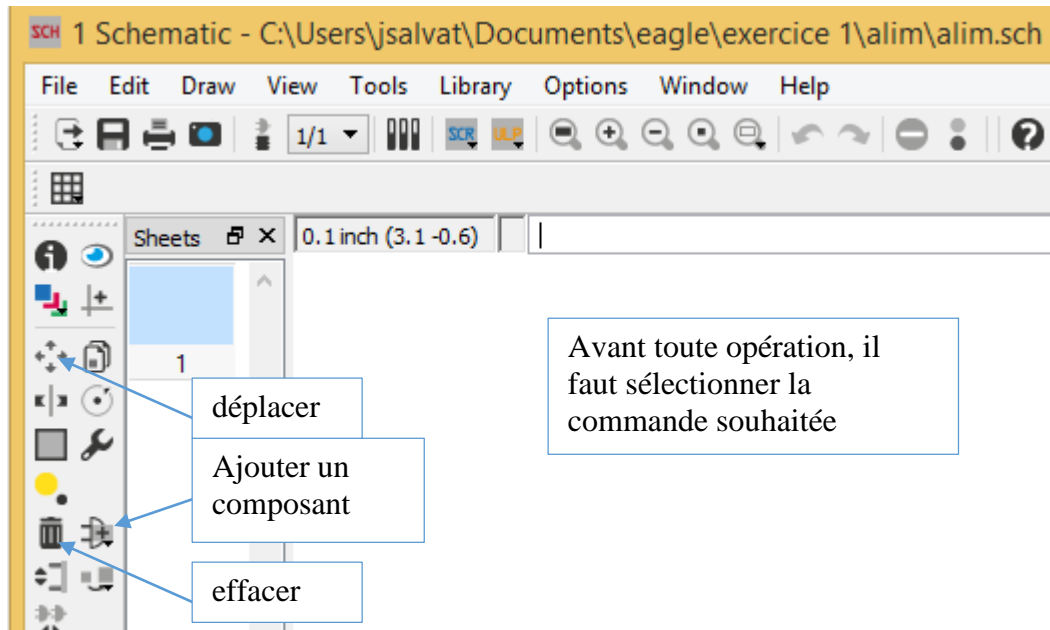 SCH 1 Schematic - C:\Users\jsalvat\Documents\eagle\exercice 1\alim\alim.sch
File Edit Draw View Tools Library Options Window Help
1/1 SCR ULP
Sheets 0.1 inch (3.1 -0.6)
1
Avant toute opération, il
faut sélectionner la
commande souhaitée
déplacer
Ajouter un
composant
effacer